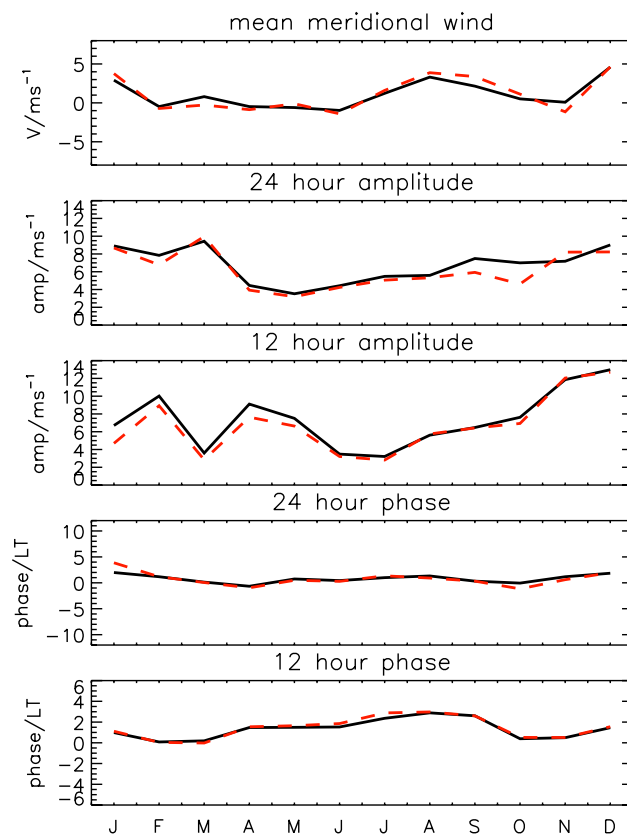 mean meridional wind
V/ms⁻¹
5
0
−5
24 hour amplitude
amp/ms⁻¹
14
12
10
8
6
4
2
0
12 hour amplitude
amp/ms⁻¹
14
12
10
8
6
4
2
0
24 hour phase
phase/LT
10
5
0
−5
−10
12 hour phase
phase/LT
6
4
2
0
−2
−4
−6
J F M A M J J A S O N D